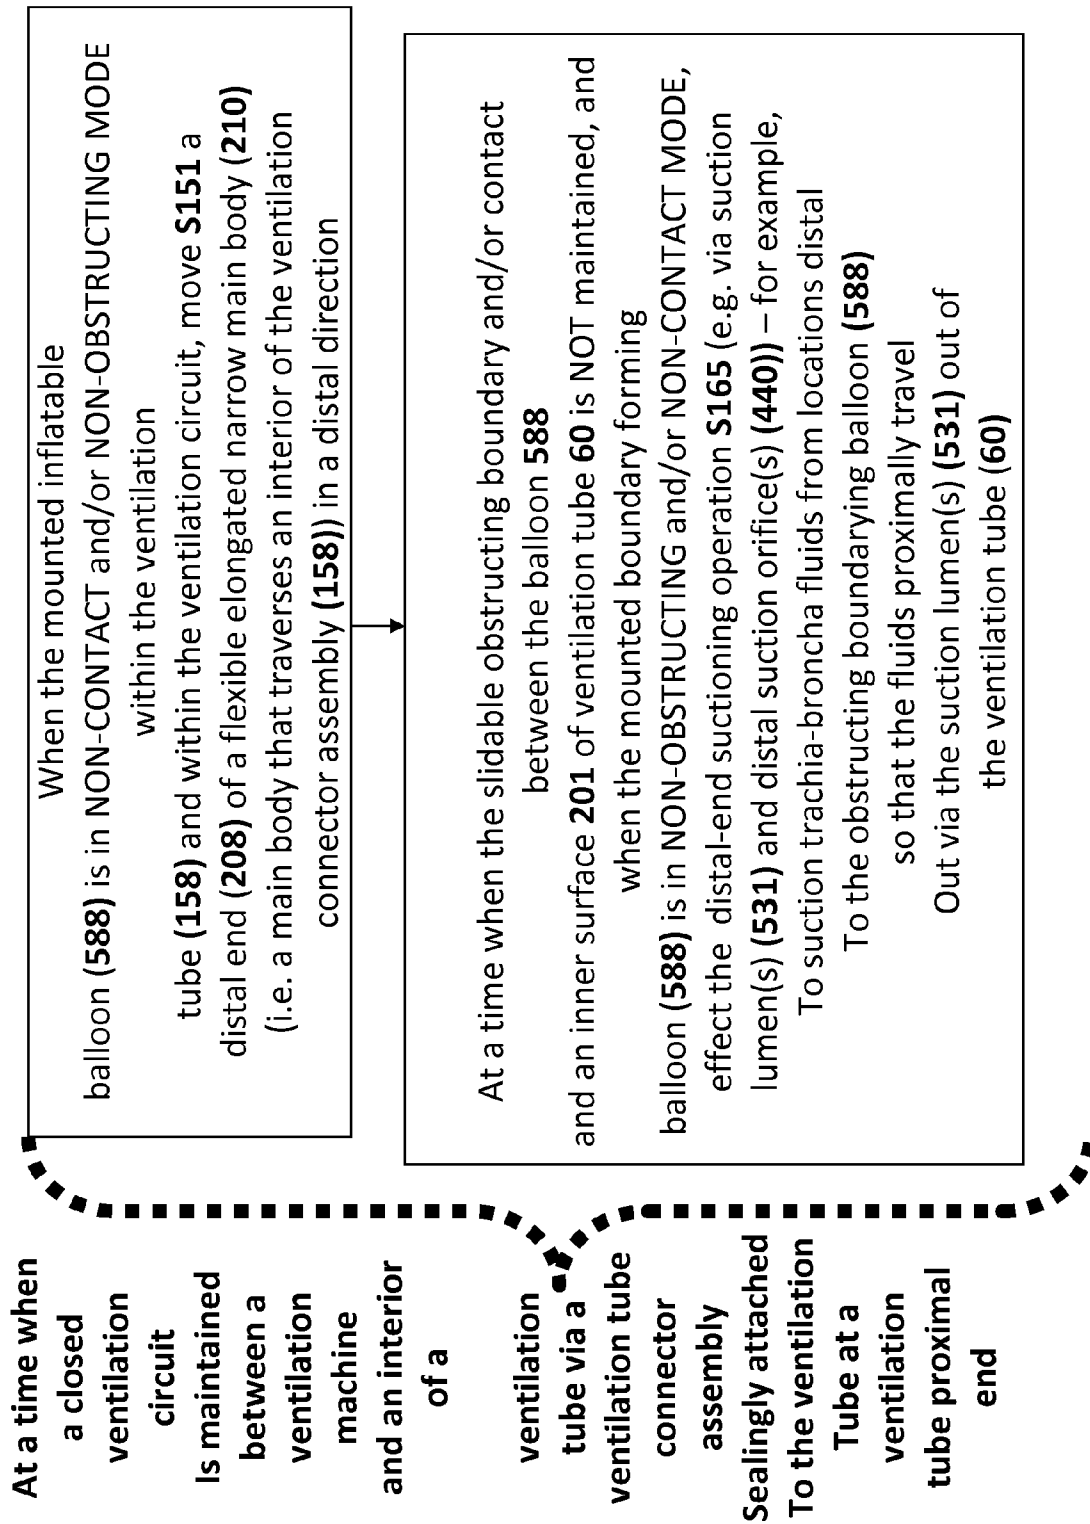 At a time when
a closed
ventilation
circuit
Is maintained
between a
ventilation
machine
and an interior
of a
ventilation
tube via a
ventilation tube
connector
assembly
Sealingly attached
To the ventilation
Tube at a
ventilation
tube proximal
end
When the mounted inflatable
balloon (588) is in NON-CONTACT and/or NON-OBSTRUCTING MODE
within the ventilation
tube (158) and within the ventilation circuit, move S151 a
distal end (208) of a flexible elongated narrow main body (210)
(i.e. a main body that traverses an interior of the ventilation
connector assembly (158)) in a distal direction
At a time when the slidable obstructing boundary and/or contact
between the balloon 588
and an inner surface 201 of ventilation tube 60 is NOT maintained, and
when the mounted boundary forming
balloon (588) is in NON-OBSTRUCTING and/or NON-CONTACT MODE,
effect the distal-end suctioning operation S165 (e.g. via suction
lumen(s) (531) and distal suction orifice(s) (440)) – for example,
To suction trachia-broncha fluids from locations distal
To the obstructing boundarying balloon (588)
so that the fluids proximally travel
Out via the suction lumen(s) (531) out of
the ventilation tube (60)